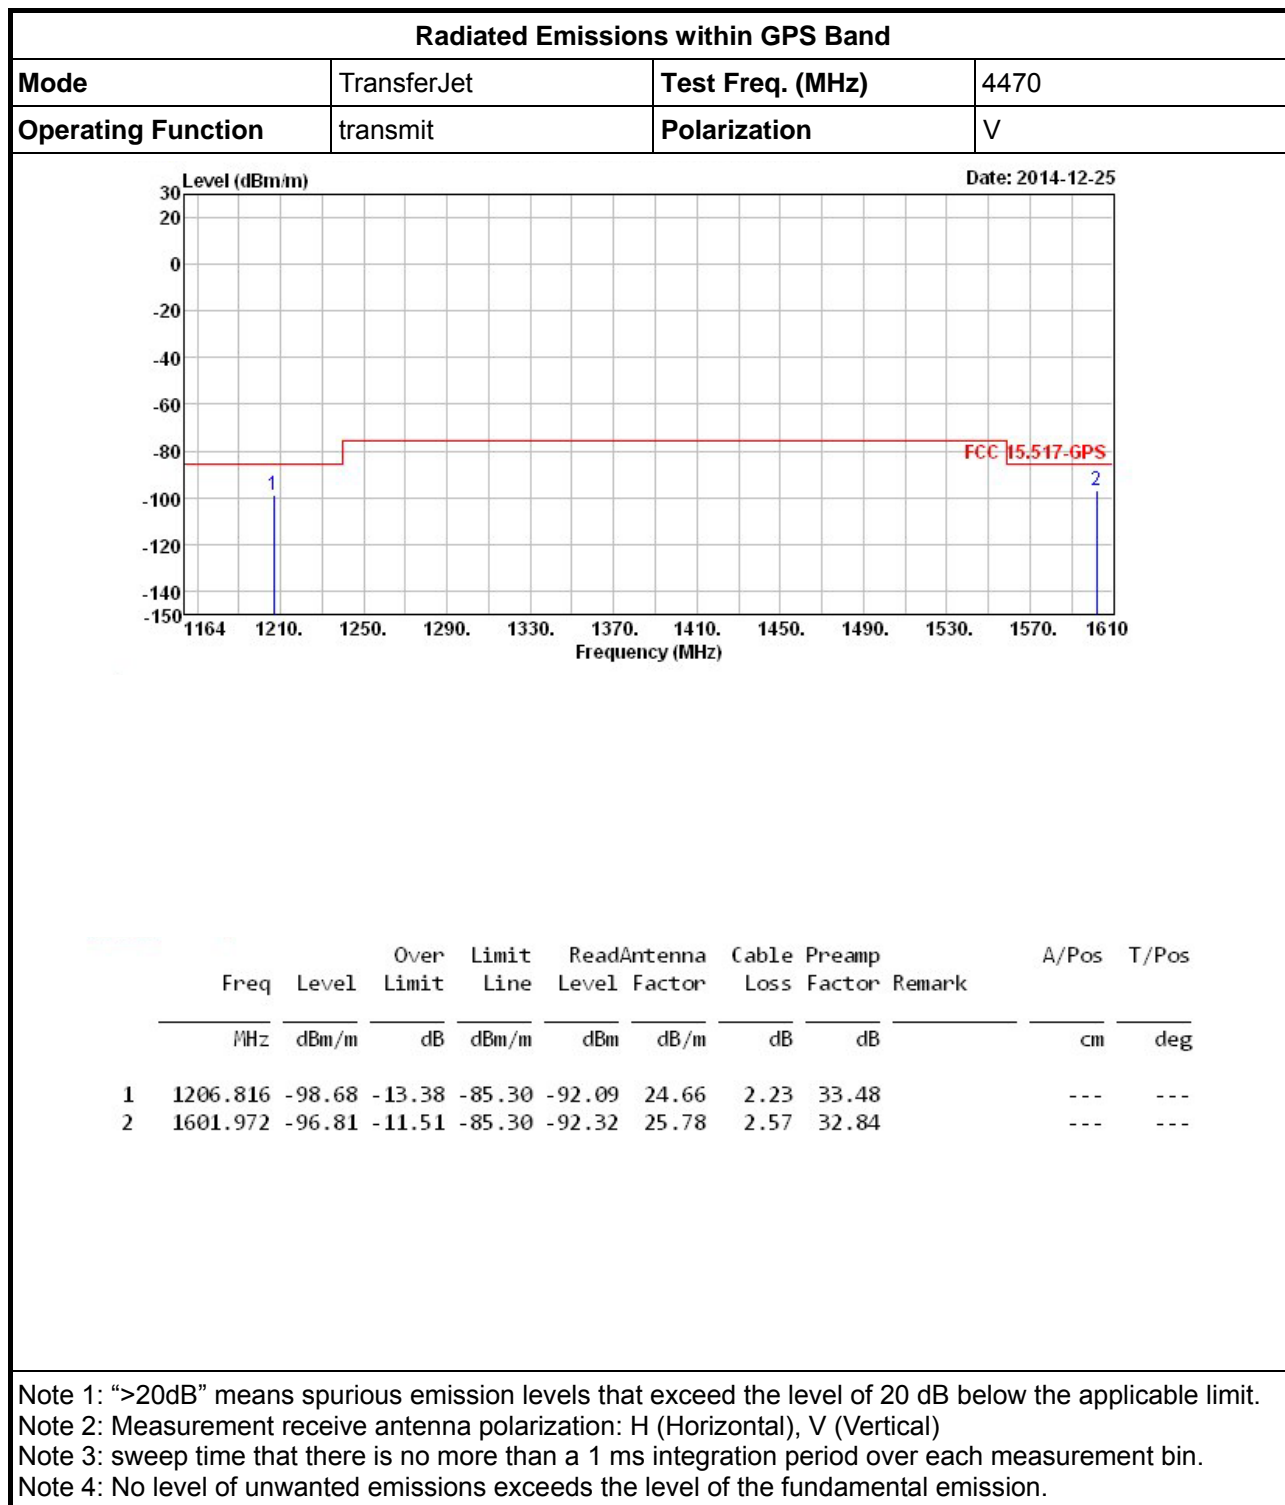 Radiated Emissions within GPS Band
Mode TransferJet Test Freq. (MHz) 4470
Operating Function transmit Polarization V
Level (dBm/m) Date: 2014-12-25
30
20
0
-20
-40
-60
-80 FCC 15.517-GPS
1 2
-100
-120
-140
-150
1164 1210. 1250. 1290. 1330. 1370. 1410. 1450. 1490. 1530. 1570. 1610
Frequency (MHz)
Over Limit ReadAntenna Cable Preamp A/Pos T/Pos
Freq Level Limit Line Level Factor Loss Factor Remark
MHz dBm/m dB dBm/m dBm dB/m dB dB cm deg
1 1206.816 -98.68 -13.38 -85.30 -92.09 24.66 2.23 33.48 --- ---
2 1601.972 -96.81 -11.51 -85.30 -92.32 25.78 2.57 32.84 --- ---
Note 1: “>20dB” means spurious emission levels that exceed the level of 20 dB below the applicable limit.
Note 2: Measurement receive antenna polarization: H (Horizontal), V (Vertical)
Note 3: sweep time that there is no more than a 1 ms integration period over each measurement bin.
Note 4: No level of unwanted emissions exceeds the level of the fundamental emission.